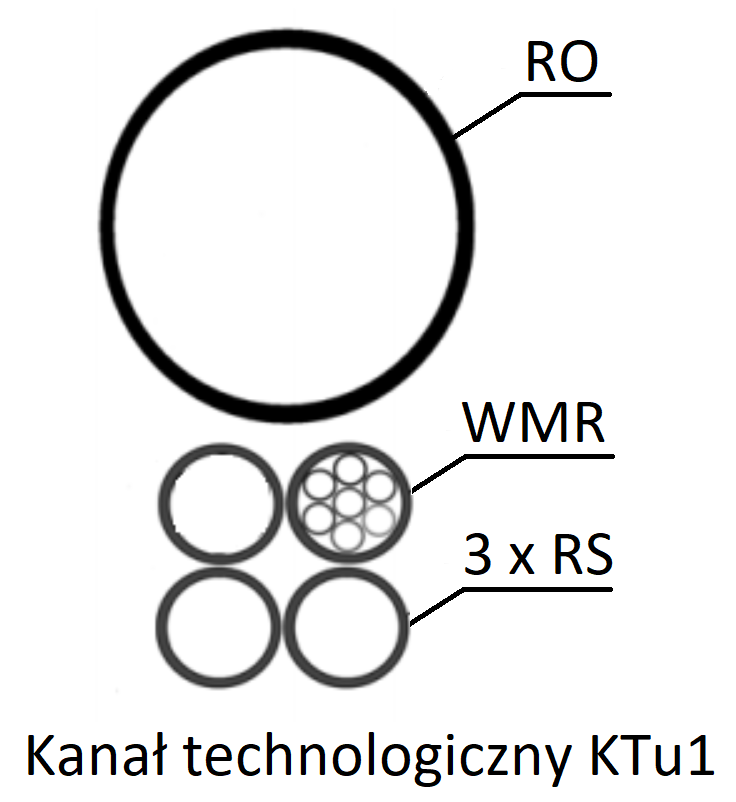 RO
WMR
3 x RS
Kanał technologiczny KTu1